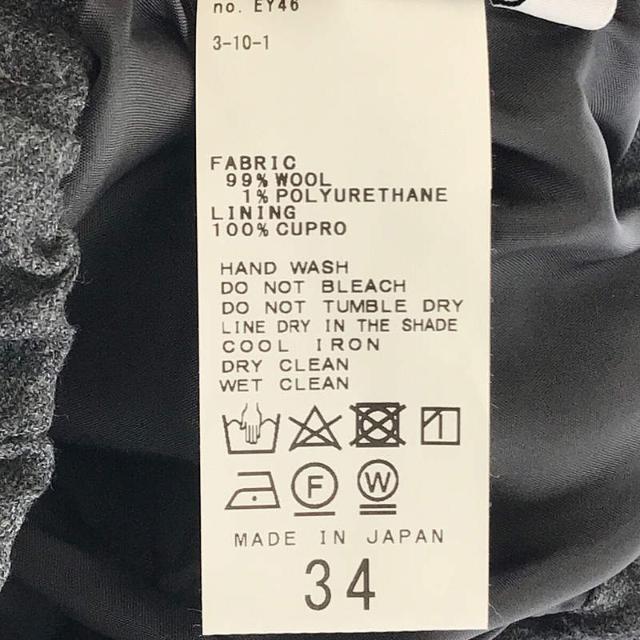 no. EY46
3-10-1
FABRIC
99% WOOL
1% POLYURETHANE
LINING
100% CUPRO
HAND WASH
DO NOT BLEACH
DO NOT TUMBLE DRY
LINE DRY IN THE SHADE
COOL IRON
DRY CLEAN
WET CLEAN
F W
MADE IN JAPAN
34